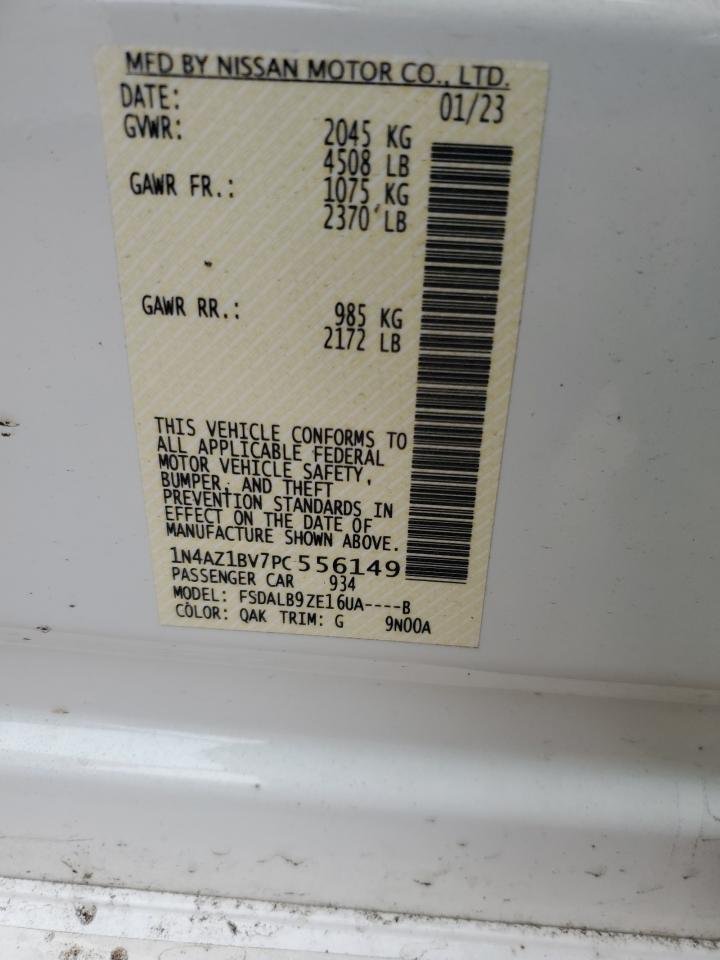 MFD BY NISSAN MOTOR CO., LTD.
DATE: 01/23
GVWR: 2045 KG
4508 LB
GAWR FR.: 1075 KG
2370 LB
GAWR RR.: 985 KG
2172 LB
THIS VEHICLE CONFORMS TO
ALL APPLICABLE FEDERAL
MOTOR VEHICLE SAFETY,
BUMPER, AND THEFT
PREVENTION STANDARDS IN
EFFECT ON THE DATE OF
MANUFACTURE SHOWN ABOVE.
1N4AZ1BV7PC556149
PASSENGER CAR 934
MODEL: FSDALB9ZE16UA----B
COLOR: QAK TRIM: G 9N00A